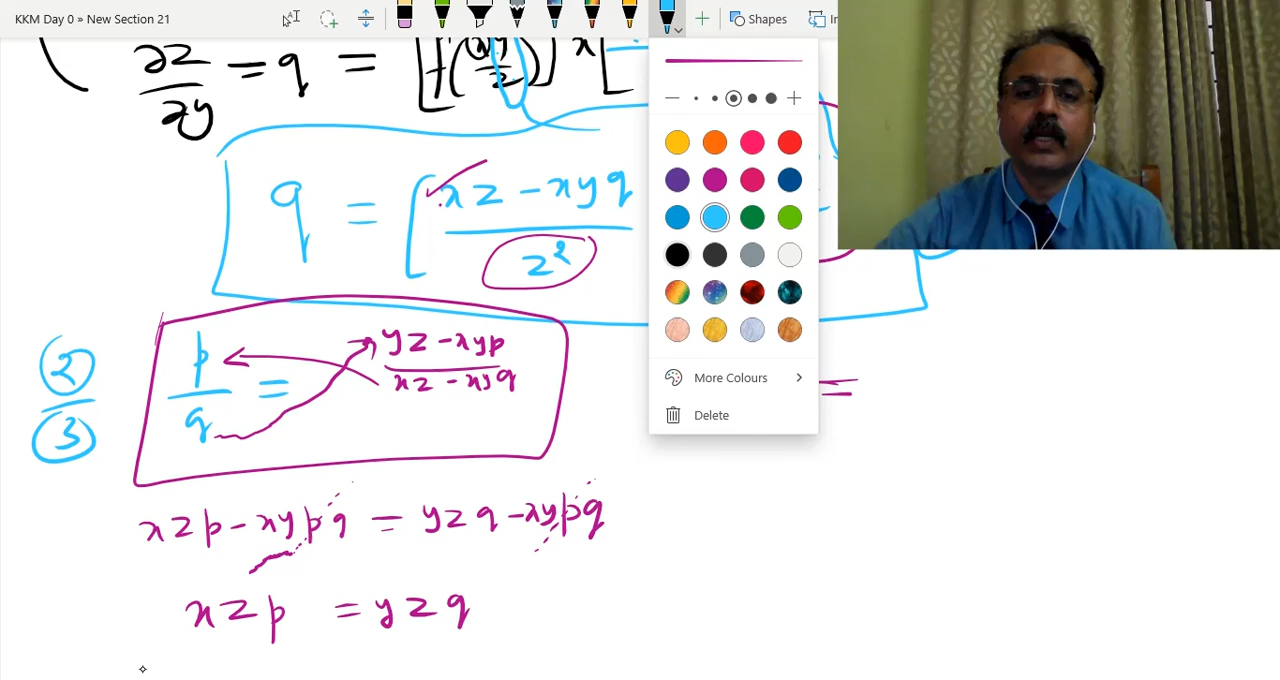 KKM Day 0 » New Section 21
Shapes
∂z/∂y = q = [f'(xy/z)] x [
q = [xz - xyq / z²
② / ③ p/q = yz - xyp / xz - xyq =
More Colours
Delete
xzp - xypq = yzq - xypq
xzp = yzq